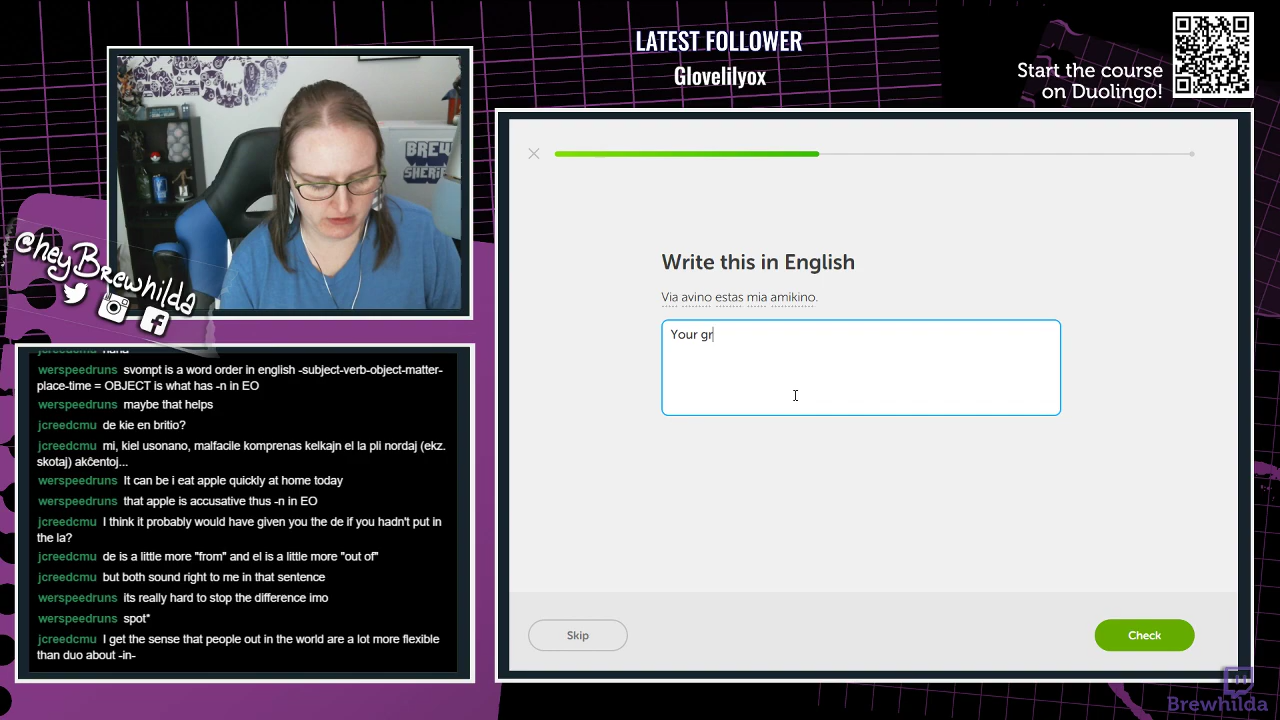 LATEST FOLLOWER
Glovelilyox
Start the course
on Duolingo!
BREW
SHERIF
@heyBrewhilda
Write this in English
Via avino estas mia amikino.
Your gr
Skip
Check
jcreedcmu haha
werspeedruns svompt is a word order in english -subject-verb-object-matter-
place-time = OBJECT is what has -n in EO
werspeedruns maybe that helps
jcreedcmu de kie en britio?
jcreedcmu mi, kiel usonano, malfacile komprenas kelkajn el la pli nordaj (ekz.
skotaj) akĉentoj...
werspeedruns It can be i eat apple quickly at home today
werspeedruns that apple is accusative thus -n in EO
jcreedcmu I think it probably would have given you the de if you hadn't put in
the la?
jcreedcmu de is a little more "from" and el is a little more "out of"
jcreedcmu but both sound right to me in that sentence
werspeedruns its really hard to stop the difference imo
werspeedruns spot*
jcreedcmu I get the sense that people out in the world are a lot more flexible
than duo about -in-
Brewhilda